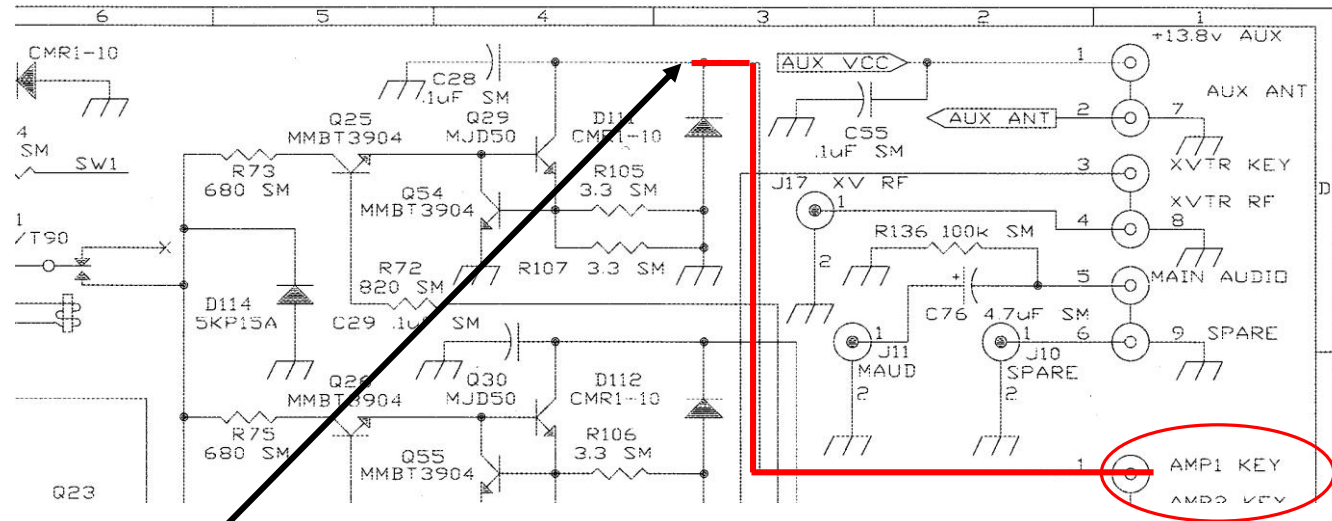 6 5 4 3 2 1
CMR1-10
C28
.1uF SM
Q25
MMBT3904
Q29
MJD50
D111
CMR1-10
AUX VCC
1
+13.8v AUX
AUX ANT
AUX ANT
2
7
C55
.1uF SM
4
SM
SW1
R73
680 SM
Q54
MMBT3904
R105
3.3 SM
3
XVTR KEY
J17
XV RF
1
XVTR RF
4
8
D
2
R136 100k SM
1
VT90
R72
820 SM
R107 3.3 SM
5
MAIN AUDIO
D114
5KP15A
C29 .1uF SM
+
C76 4.7uF SM
1
J11
MAUD
2
1
J10
SPARE
2
6
9 SPARE
Q26
MMBT3904
Q30
MJD50
D112
CMR1-10
R75
680 SM
Q55
MMBT3904
R106
3.3 SM
Q23
1
AMP1 KEY
AMP2 KEY